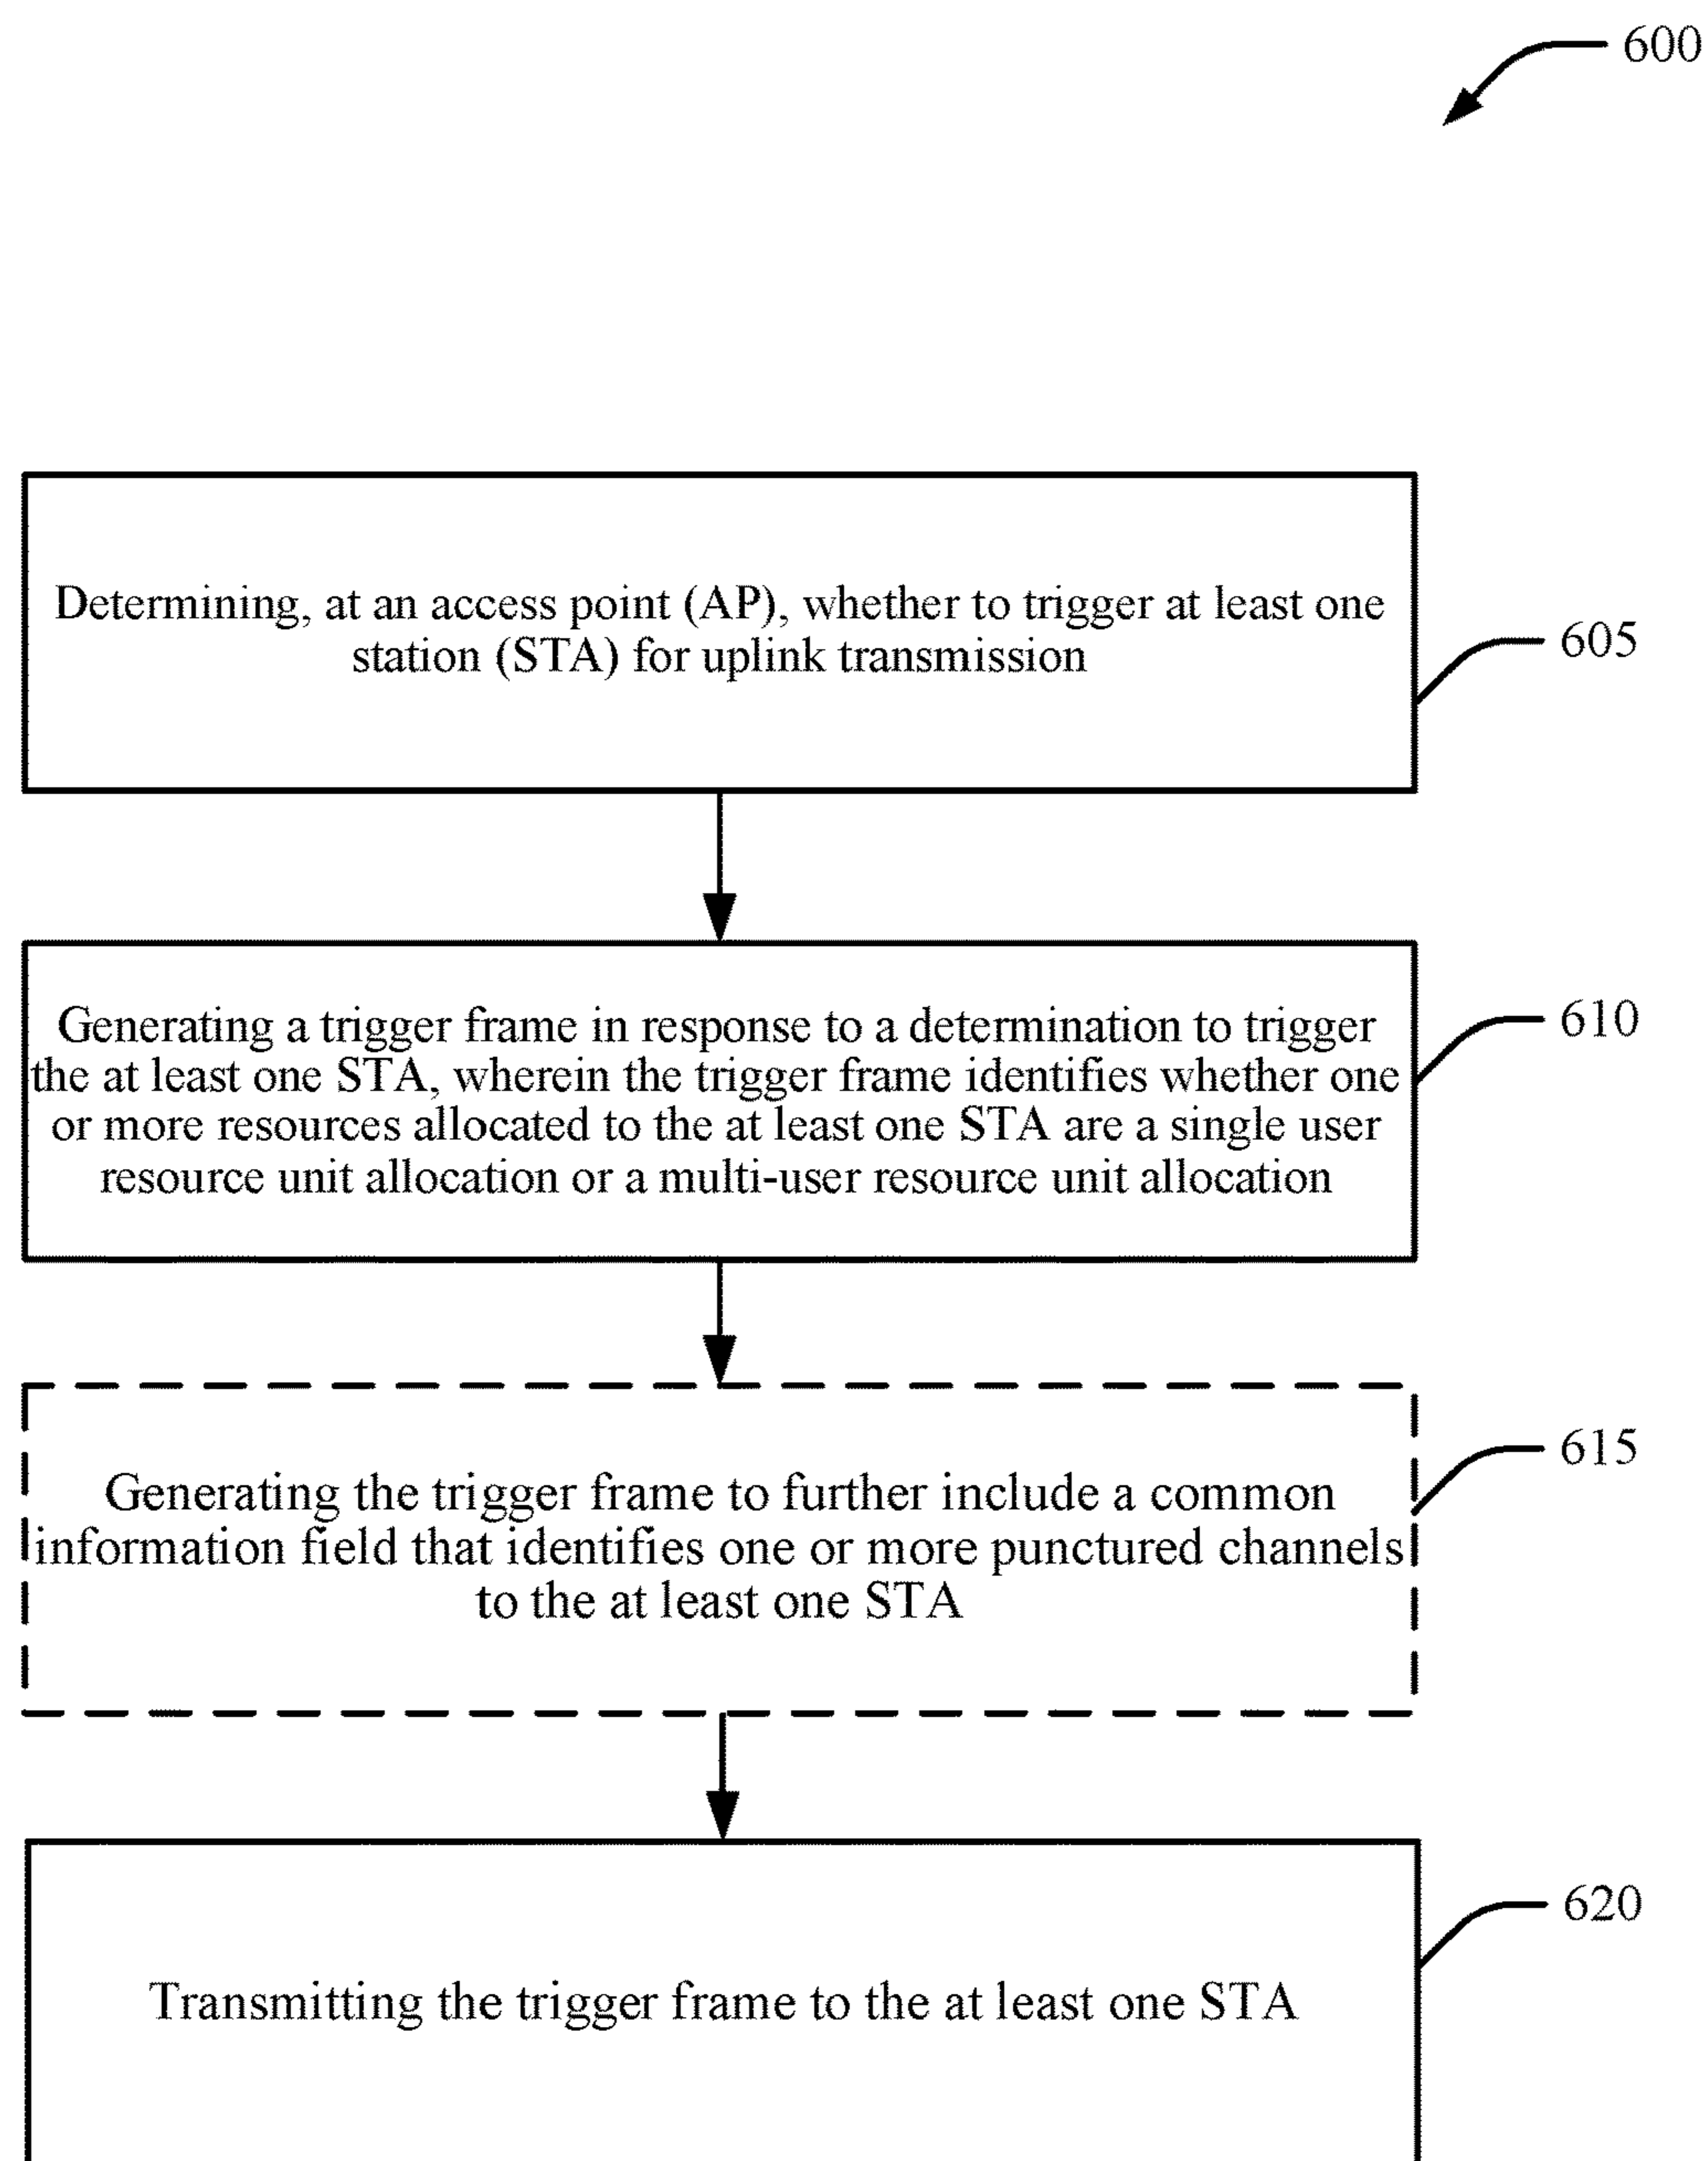 600
Determining, at an access point (AP), whether to trigger at least one
station (STA) for uplink transmission
605
Generating a trigger frame in response to a determination to trigger
the at least one STA, wherein the trigger frame identifies whether one
or more resources allocated to the at least one STA are a single user
resource unit allocation or a multi-user resource unit allocation
610
Generating the trigger frame to further include a common
information field that identifies one or more punctured channels
to the at least one STA
615
Transmitting the trigger frame to the at least one STA
620